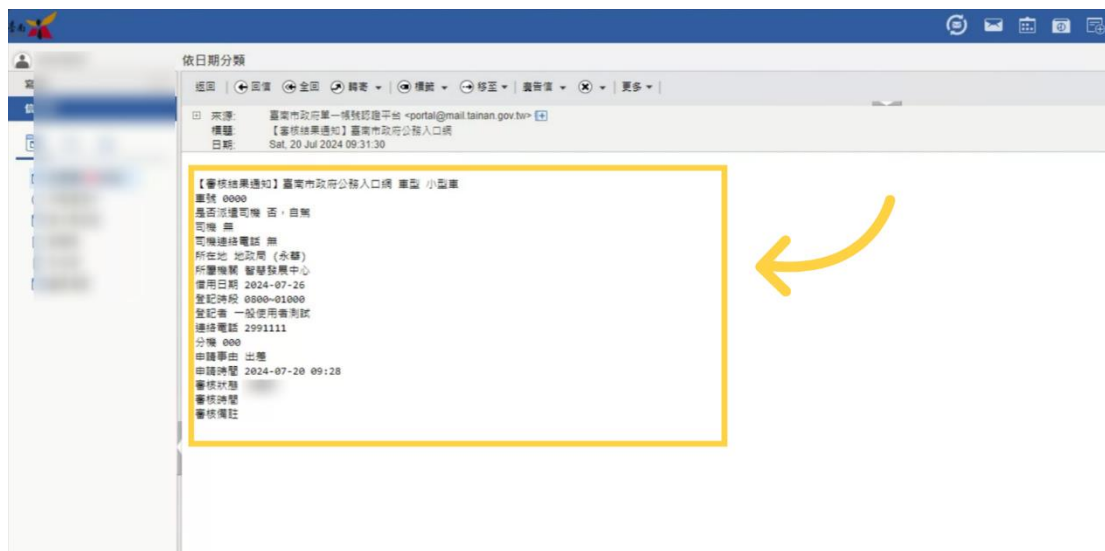 臺南
依日期分類
返回 回信 全回 轉寄 標籤 移至 廣告信 更多
來源: 臺南市政府單一帳號認證平台 <portal@mail.tainan.gov.tw>
標題: 【審核結果通知】臺南市政府公務入口網
日期: Sat, 20 Jul 2024 09:31:30
【審核結果通知】臺南市政府公務入口網 車型 小型車
車號 0000
是否派遣司機 否，自駕
司機 無
司機連絡電話 無
所在地 地政局 (永華)
所屬機關 智慧發展中心
借用日期 2024-07-26
登記時段 0800~01000
登記者 一般使用者測試
連絡電話 2991111
分機 000
申請事由 出差
申請時間 2024-07-20 09:28
審核狀態
審核時間
審核備註